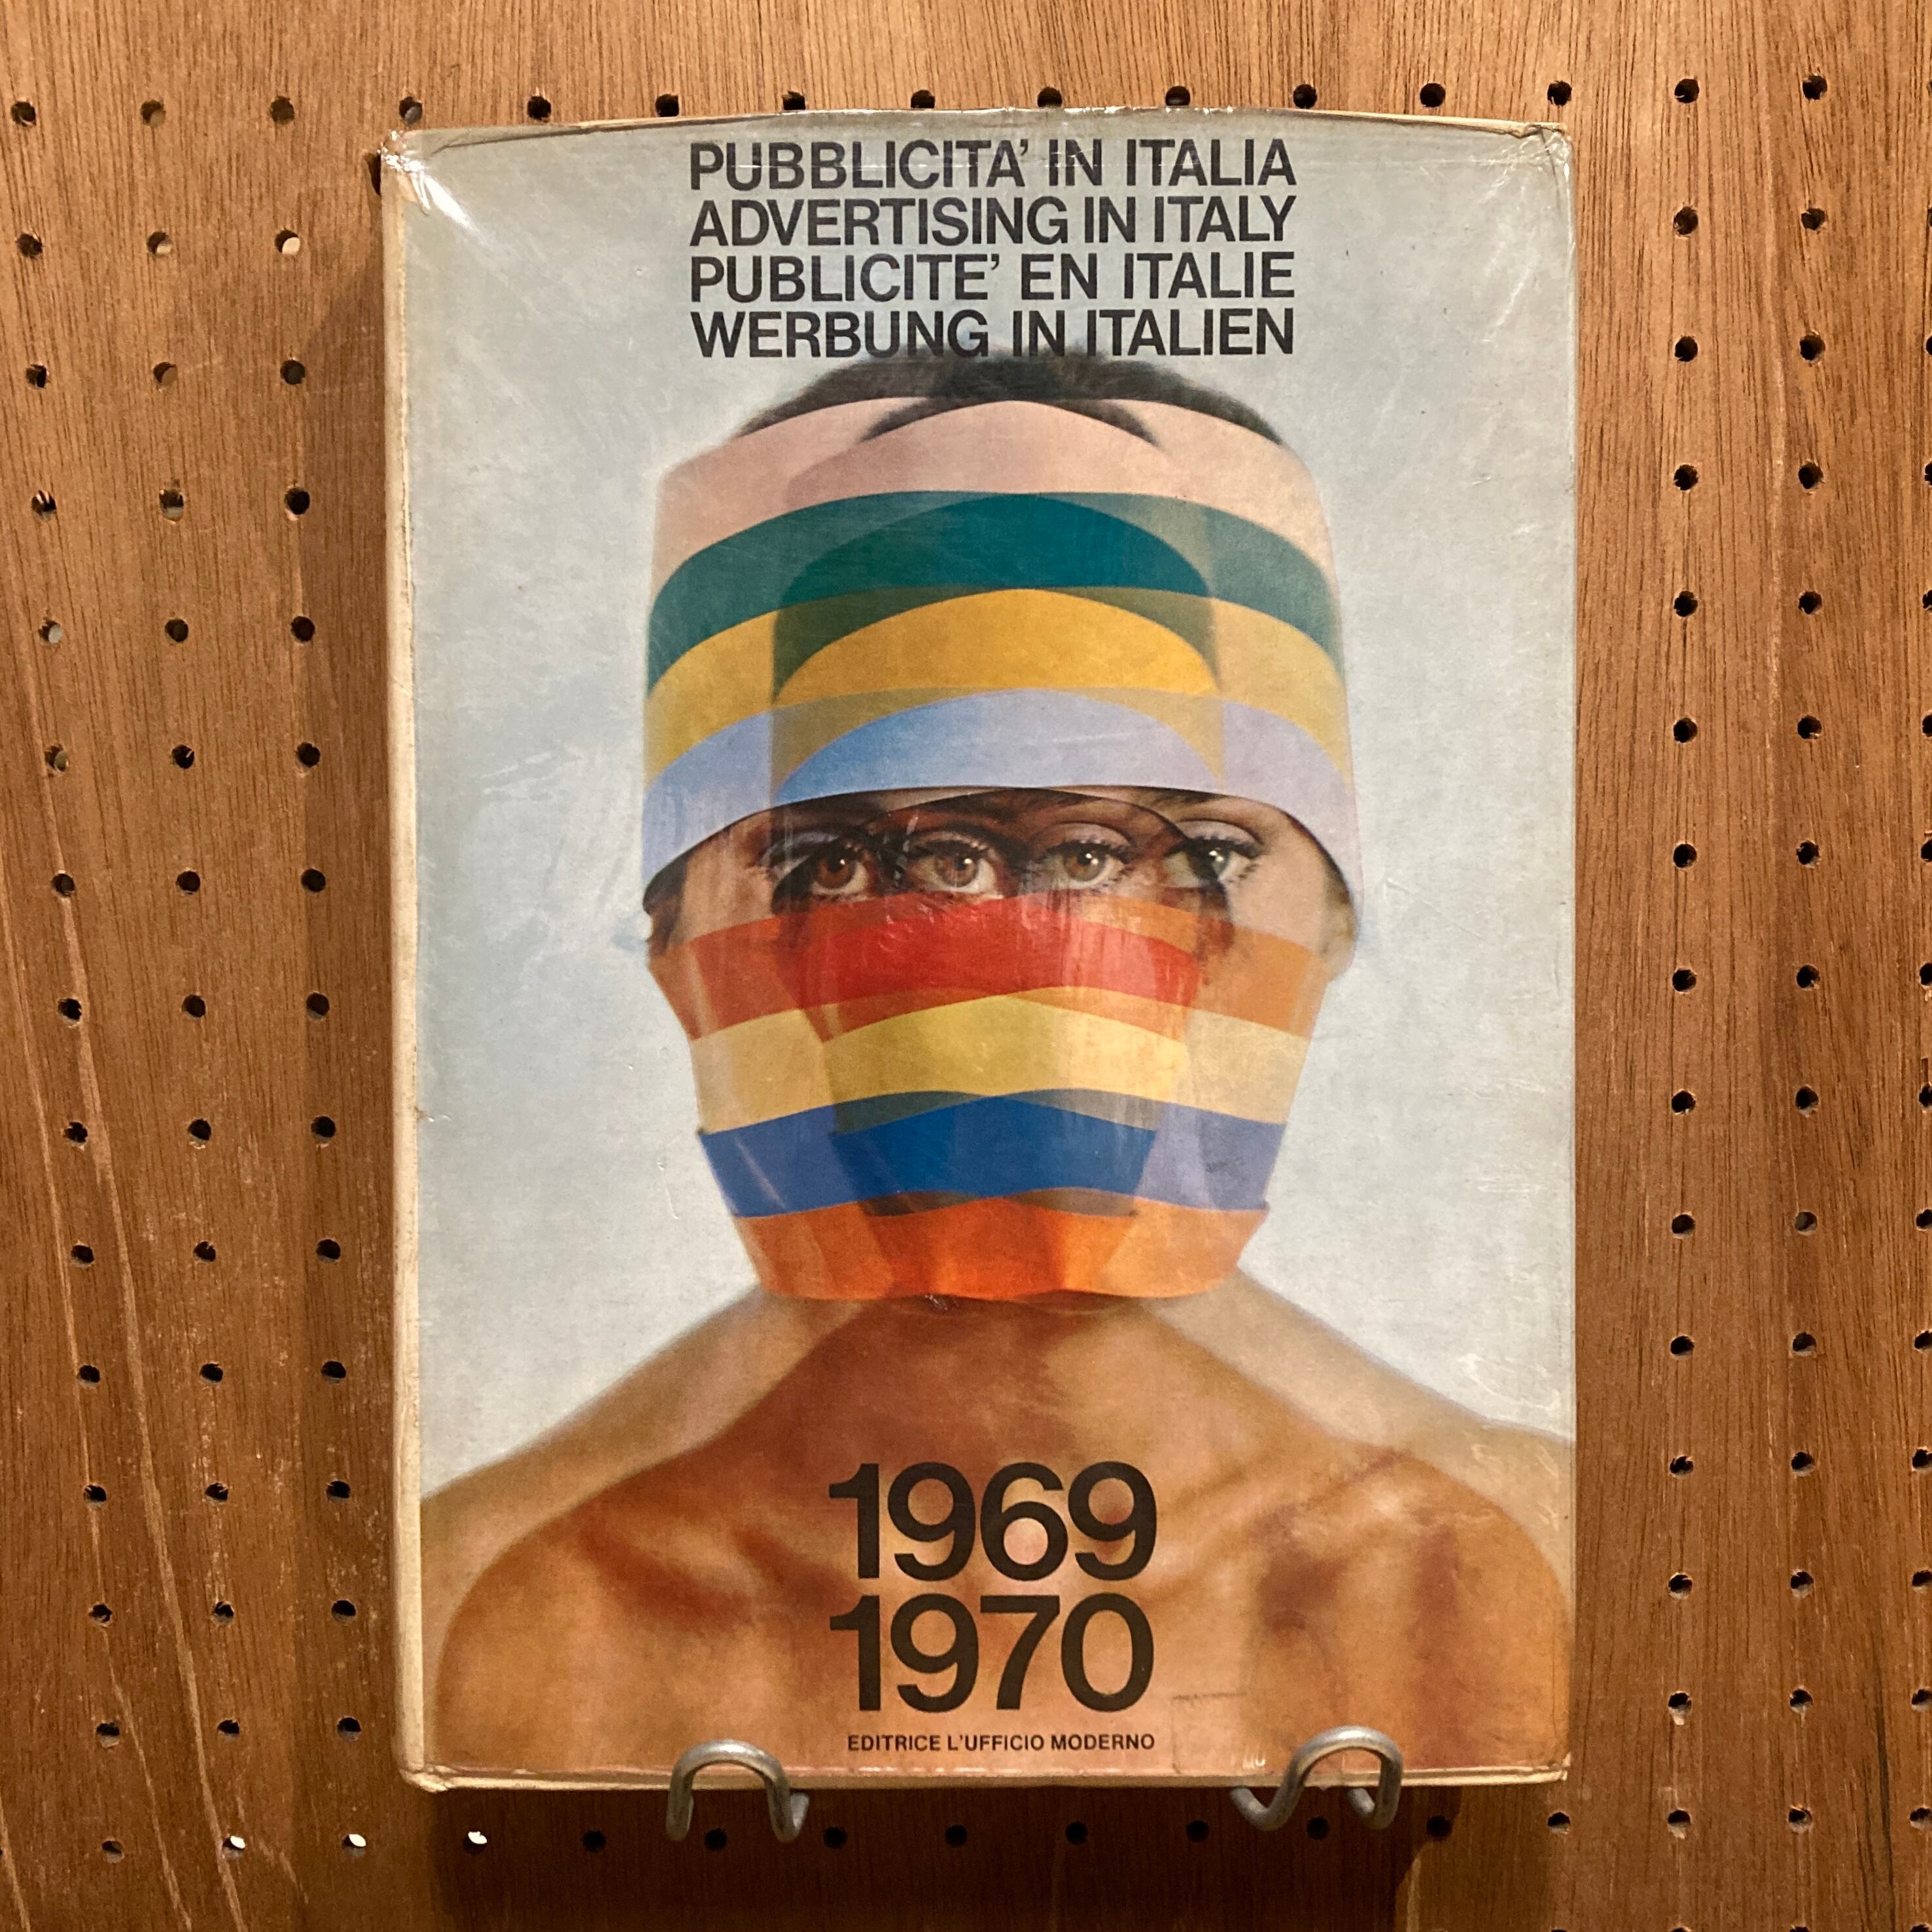 PUBBLICITA' IN ITALIA
ADVERTISING IN ITALY
PUBLICITE' EN ITALIE
WERBUNG IN ITALIEN
1969
1970
EDITRICE L'UFFICIO MODERNO